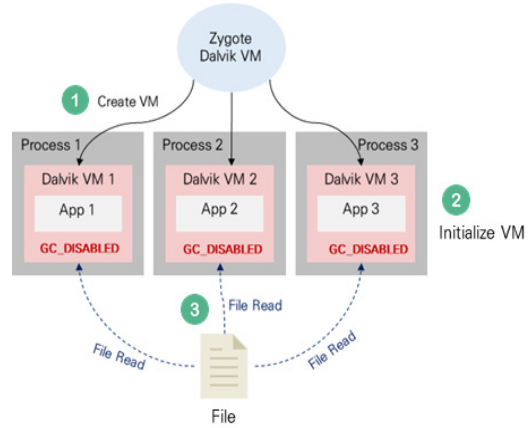 Zygote
Dalvik VM
1 Create VM
Process 1
Process 2
Process 3
Dalvik VM 1
Dalvik VM 2
Dalvik VM 3
App 1
App 2
App 3
2
GC_DISABLED
GC_DISABLED
GC_DISABLED
Initialize VM
3
File Read
File Read
File Read
File